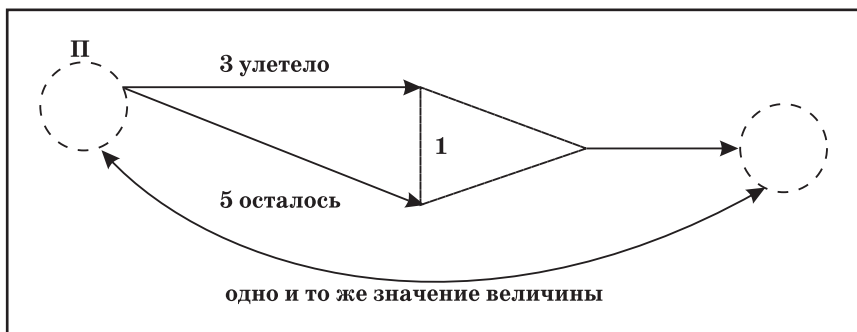 П
3 улетело
1
5 осталось
одно и то же значение величины